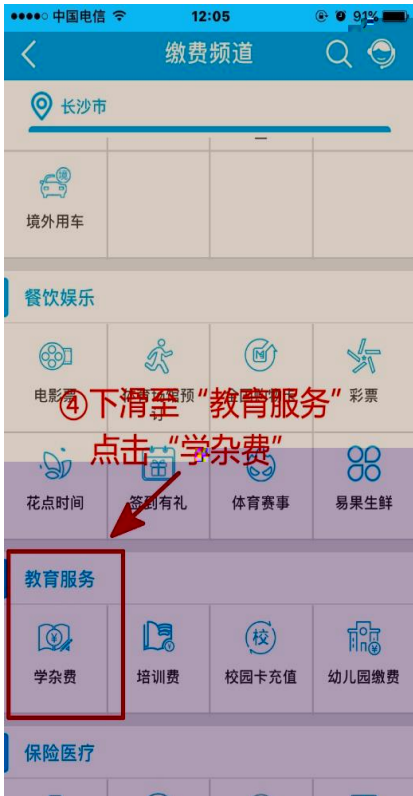 中国电信 12:05 91%
缴费频道
长沙市
境外用车
餐饮娱乐
电影票 彩票
④下滑至“教育服务”
点击“学杂费”
花点时间 签到有礼 体育赛事 易果生鲜
教育服务
学杂费 培训费 校园卡充值 幼儿园缴费
保险医疗